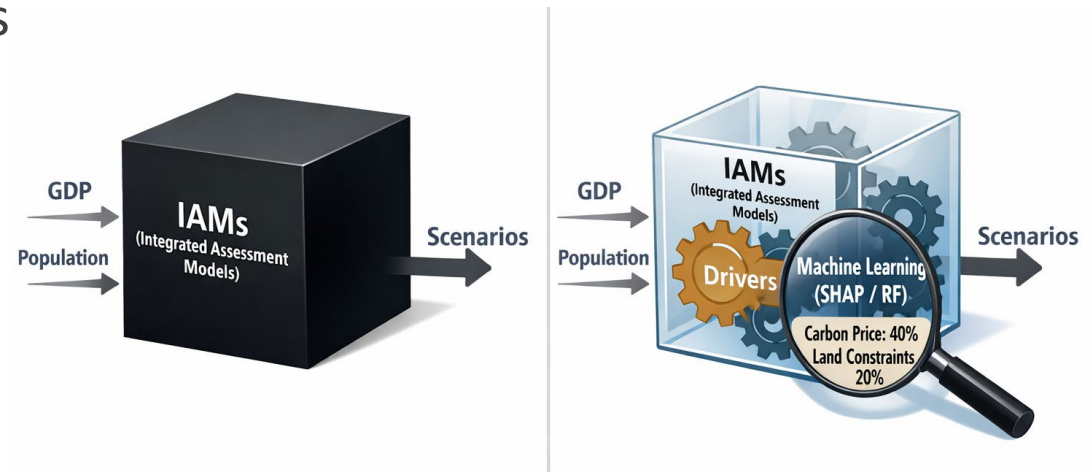 s
GDP
Population
IAMs
(Integrated Assessment
Models)
Scenarios
GDP
Population
IAMs
(Integrated Assessment
Models)
Drivers
Machine Learning
(SHAP / RF)
Carbon Price: 40%
Land Constraints
20%
Scenarios